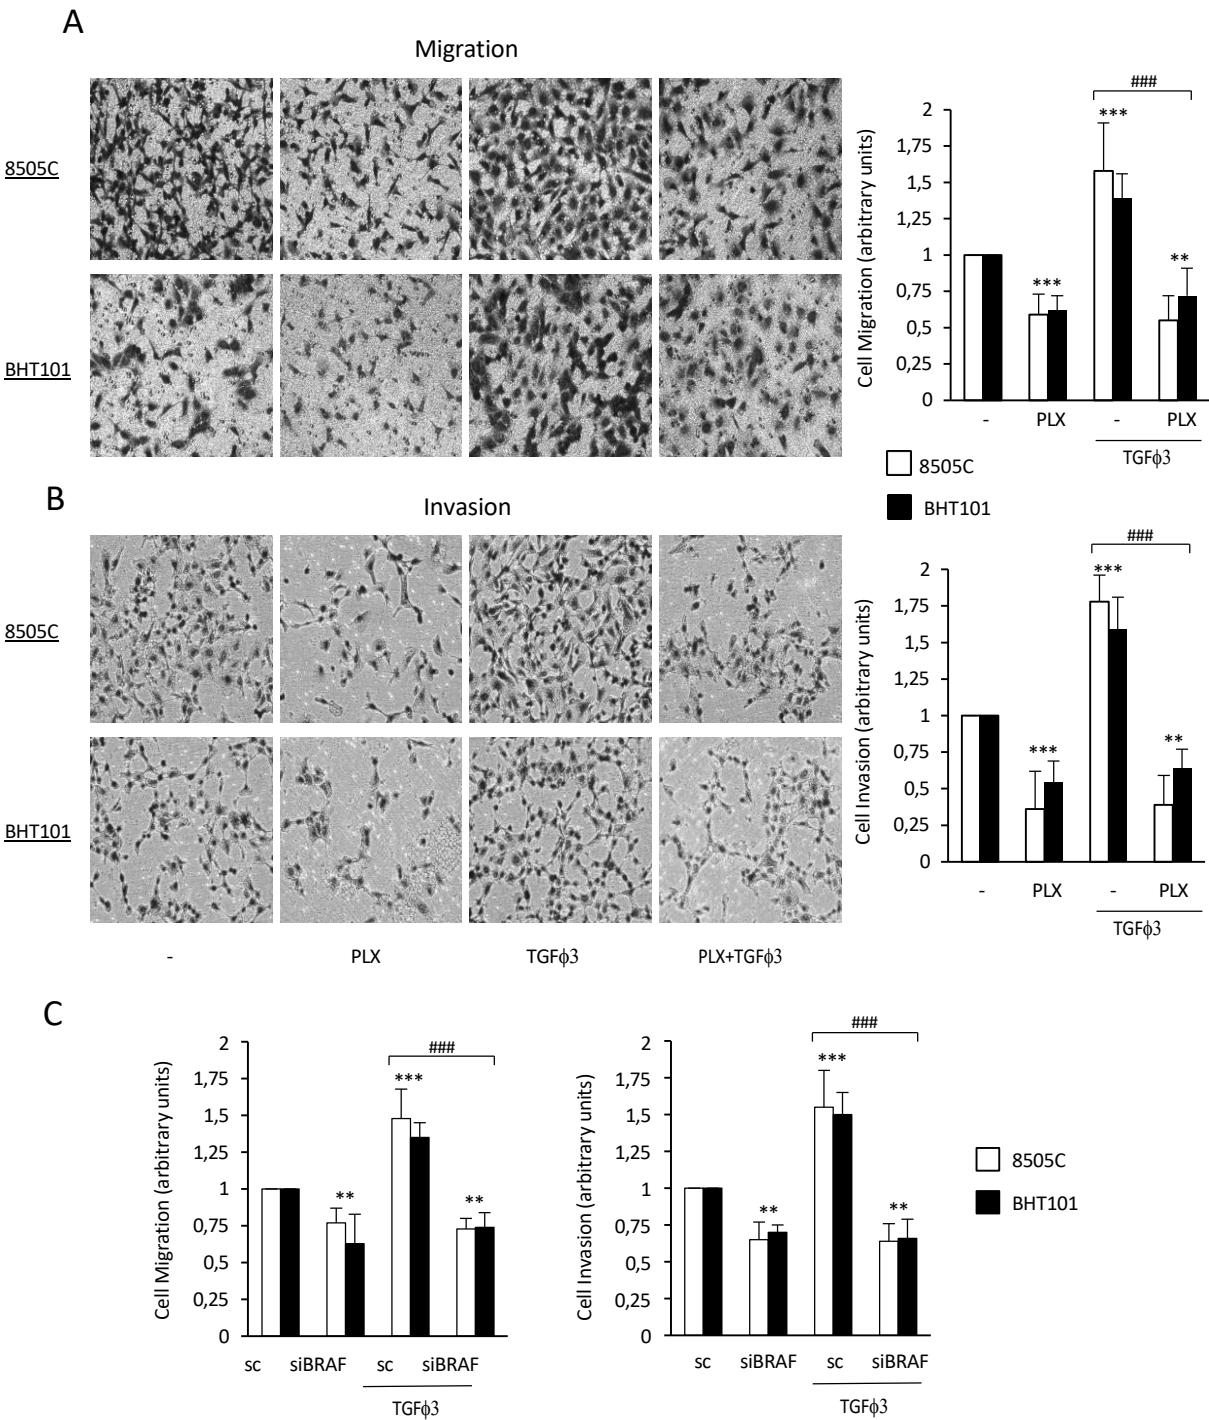 A
Migration
8505C
BHT101
###
***
**
***
2
1,75
1,5
1,25
1
0,75
0,5
0,25
0
Cell Migration (arbitrary units)
- PLX - PLX
TGFϕ3
8505C
BHT101
B
Invasion
8505C
BHT101
###
***
**
***
2
1,75
1,5
1,25
1
0,75
0,5
0,25
0
Cell Invasion (arbitrary units)
- PLX - PLX
TGFϕ3
- PLX TGFϕ3 PLX+TGFϕ3
C
###
***
**
**
2
1,75
1,5
1,25
1
0,75
0,5
0,25
0
Cell Migration (arbitrary units)
sc siBRAF sc siBRAF
TGFϕ3
###
***
**
**
2
1,75
1,5
1,25
1
0,75
0,5
0,25
0
Cell Invasion (arbitrary units)
sc siBRAF sc siBRAF
TGFϕ3
8505C
BHT101